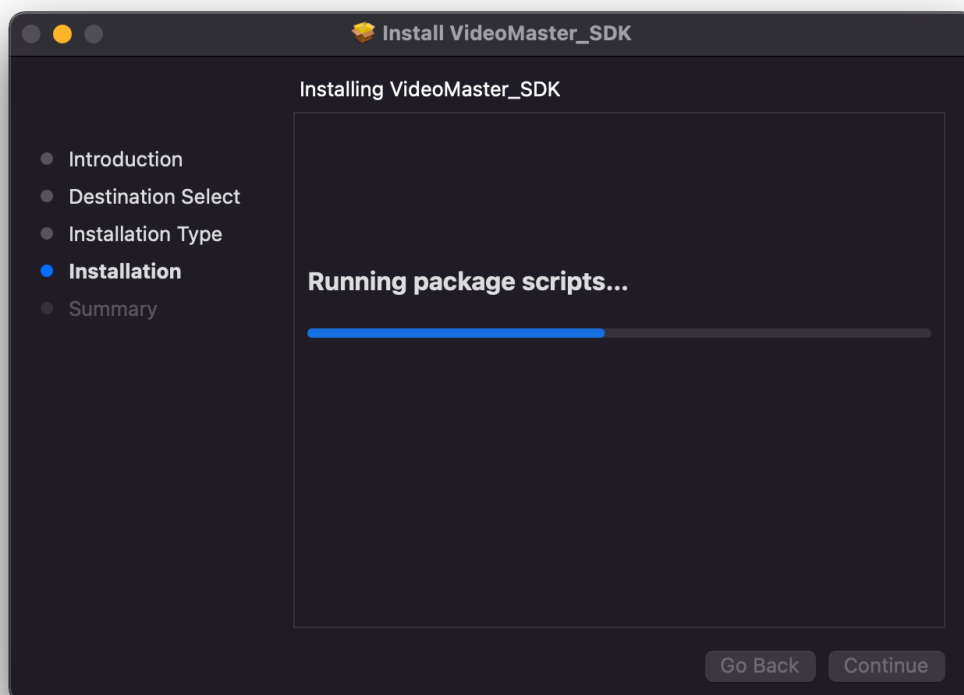 Install VideoMaster_SDK
Installing VideoMaster_SDK
Introduction
Destination Select
Installation Type
Installation
Summary
Running package scripts...
Go Back
Continue